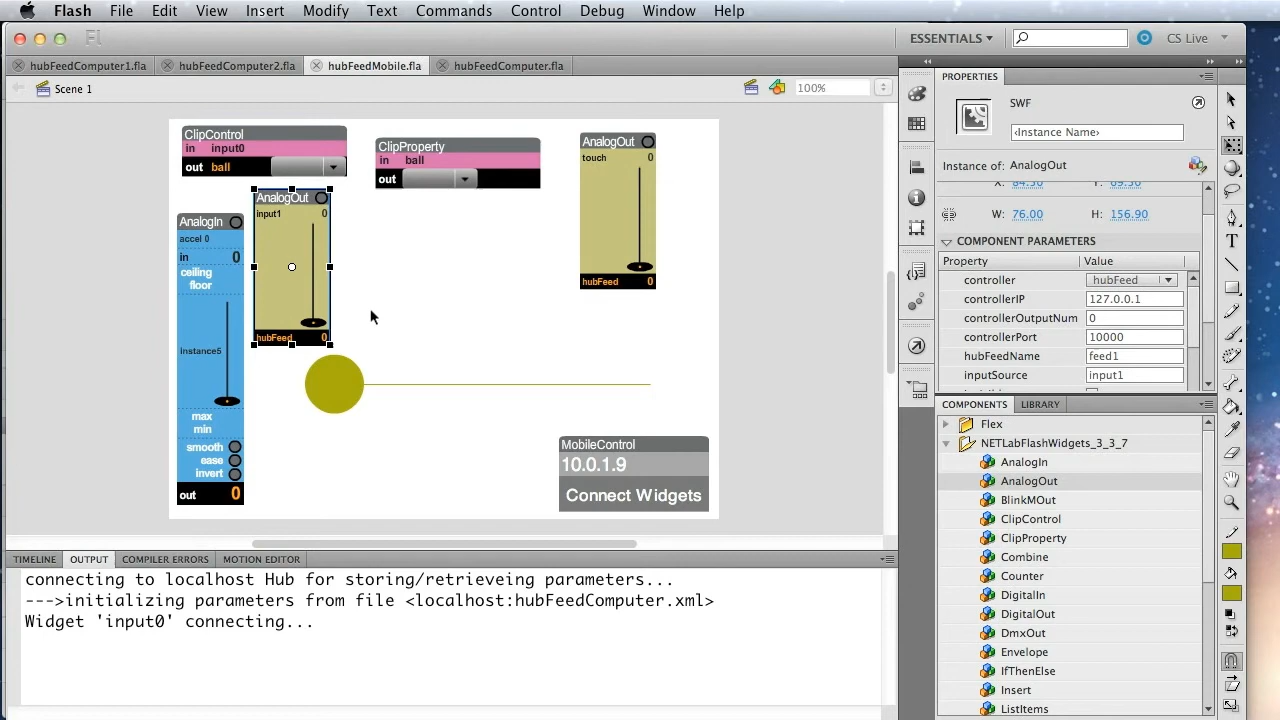 Flash File Edit View Insert Modify Text Commands Control Debug Window Help
Fl ESSENTIALS CS Live
hubFeedComputer1.fla hubFeedComputer2.fla hubFeedMobile.fla hubFeedComputer.fla
Scene 1 100%
ClipControl
in input0
out ball
ClipProperty
in ball
out
AnalogOut
touch 0
hubFeed 0
AnalogOut
input1 0
hubFeed 0
AnalogIn
accel 0
in 0
ceiling
floor
Instance5
max
min
smooth
ease
invert
out 0
MobileControl
10.0.1.9
Connect Widgets
TIMELINE OUTPUT COMPILER ERRORS MOTION EDITOR
connecting to localhost Hub for storing/retrieveing parameters...
--->initializing parameters from file <localhost:hubFeedComputer.xml>
Widget 'input0' connecting...
PROPERTIES
SWF
<Instance Name>
Instance of: AnalogOut
X: 84.50 Y: 69.50
W: 76.00 H: 156.90
COMPONENT PARAMETERS
Property Value
controller hubFeed
controllerIP 127.0.0.1
controllerOutputNum 0
controllerPort 10000
hubFeedName feed1
inputSource input1
COMPONENTS LIBRARY
Flex
NETLabFlashWidgets_3_3_7
AnalogIn
AnalogOut
BlinkMOut
ClipControl
ClipProperty
Combine
Counter
DigitalIn
DigitalOut
DmxOut
Envelope
IfThenElse
Insert
ListItems